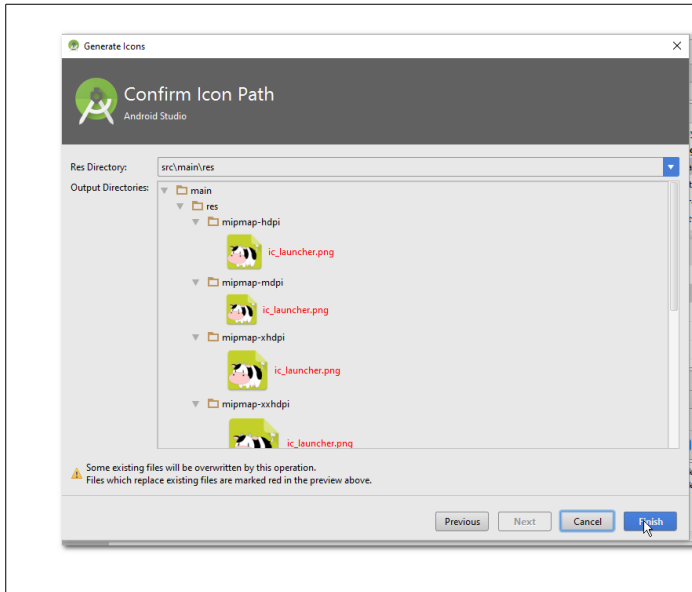 Generate Icons
Confirm Icon Path
Android Studio
Res Directory: src\main\res
Output Directories:
main
res
mipmap-hdpi
ic_launcher.png
mipmap-mdpi
ic_launcher.png
mipmap-xhdpi
ic_launcher.png
mipmap-xxhdpi
ic_launcher.png
Some existing files will be overwritten by this operation.
Files which replace existing files are marked red in the preview above.
Previous Next Cancel Finish